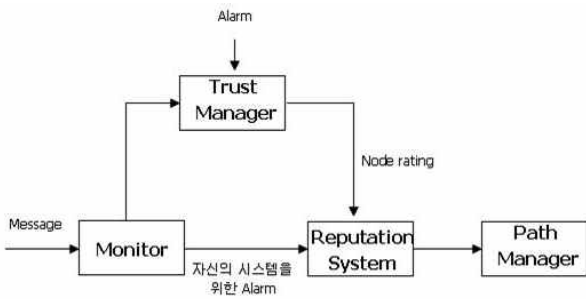 Alarm
Trust
Manager
Node rating
Message
Monitor
자신의 시스템을
위한 Alarm
Reputation
System
Path
Manager